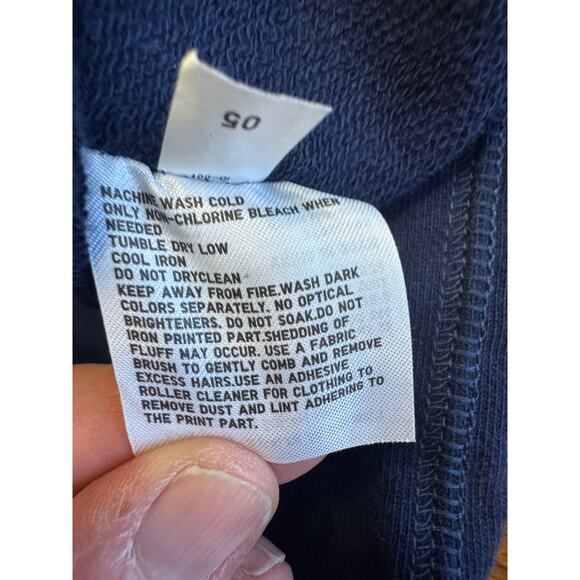 05
MACHINE WASH COLD
ONLY NON-CHLORINE BLEACH WHEN
NEEDED
TUMBLE DRY LOW
COOL IRON
DO NOT DRYCLEAN
KEEP AWAY FROM FIRE.WASH DARK
COLORS SEPARATELY. NO OPTICAL
BRIGHTENERS. DO NOT SOAK.DO NOT
IRON PRINTED PART.SHEDDING OF
FLUFF MAY OCCUR. USE A FABRIC
BRUSH TO GENTLY COMB AND REMOVE
EXCESS HAIRS.USE AN ADHESIVE
ROLLER CLEANER FOR CLOTHING TO
REMOVE DUST AND LINT ADHERING TO
THE PRINT PART.